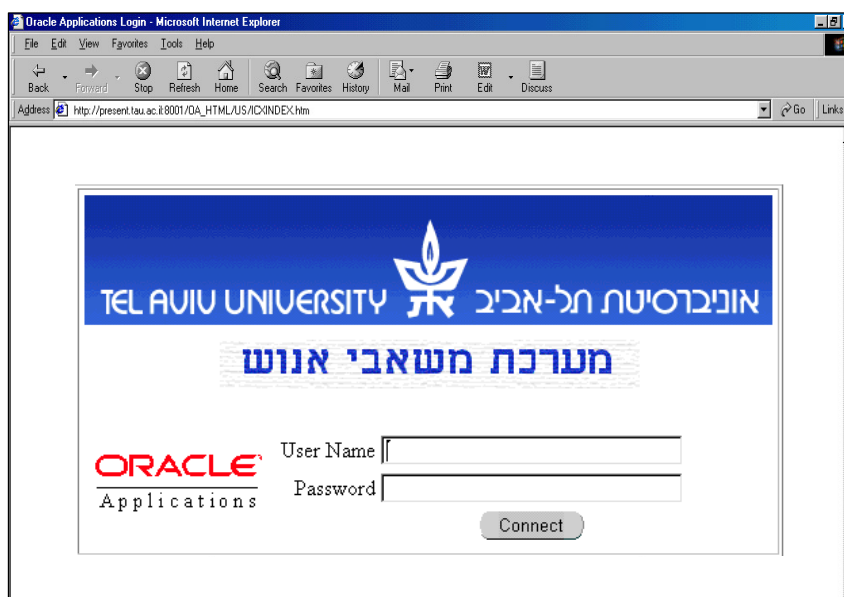 Oracle Applications Login - Microsoft Internet Explorer
File Edit View Favorites Tools Help
Back Forward Stop Refresh Home Search Favorites History Mail Print Edit Discuss
Address http://present.tau.ac.il:8001/OA_HTML/US/ICXINDEX.htm Go Links
TEL AVIV UNIVERSITY אוניברסיטת תל-אביב
מערכת משאבי אנוש
ORACLE
Applications
User Name
Password
Connect